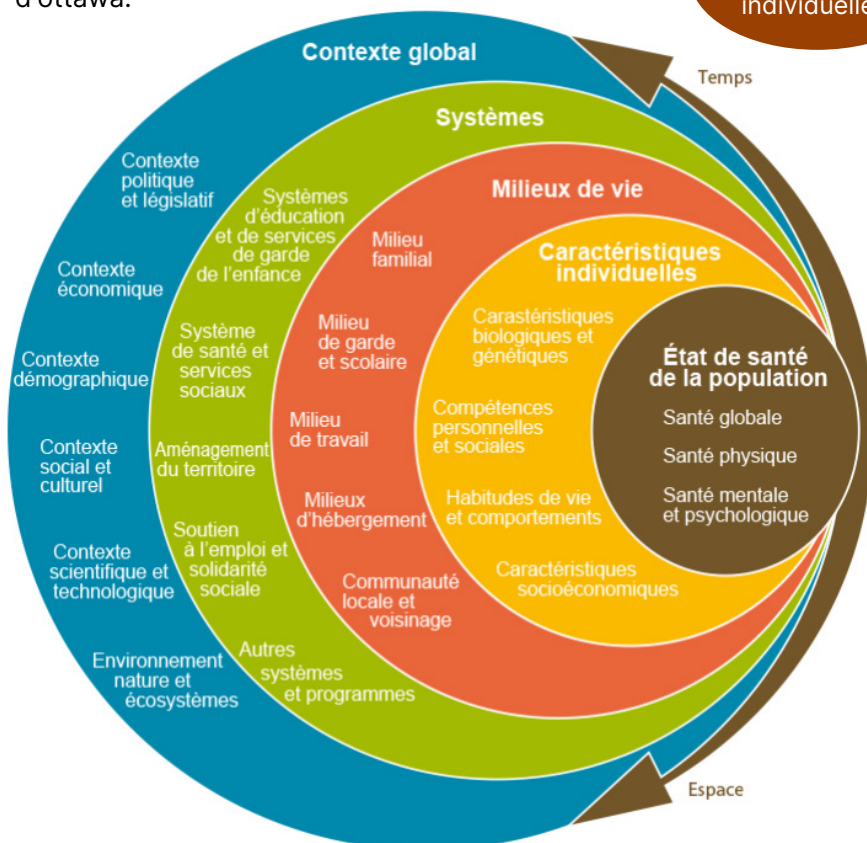 d'ottawa.
individuelle
Contexte global
Temps
Systèmes
Contexte
politique
et législatif
Systèmes
d'éducation
et de services
de garde
de l'enfance
Milieux de vie
Milieu
familial
Caractéristiques
individuelles
Contexte
économique
Système
de santé et
services
sociaux
Milieu
de garde
et scolaire
Carastéristiques
biologiques et
génétiques
État de santé
de la population
Santé globale
Santé physique
Santé mentale
et psychologique
Contexte
démographique
Compétences
personnelles
et sociales
Milieu
de travail
Aménagement
du territoire
Contexte
social et
culturel
Habitudes de vie
et comportements
Milieux
d'hébergement
Soutien
à l'emploi et
solidarité
sociale
Contexte
scientifique et
technologique
Caractéristiques
socioéconomiques
Communauté
locale et
voisinage
Autres
systèmes
et programmes
Environnement
nature et
écosystèmes
Espace